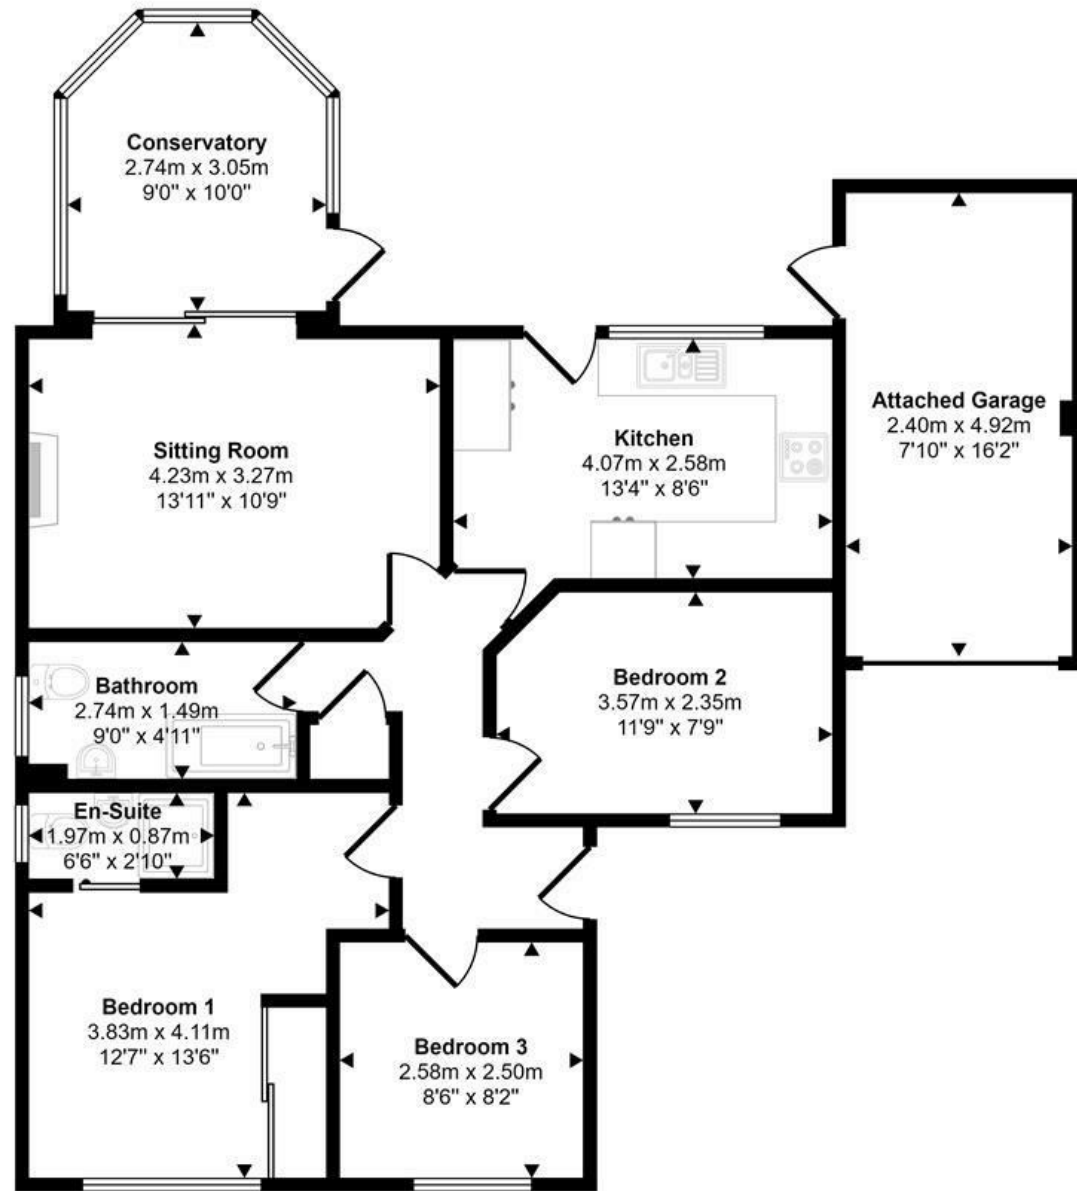 Conservatory
2.74m x 3.05m
9'0" x 10'0"
Attached Garage
2.40m x 4.92m
7'10" x 16'2"
Sitting Room
4.23m x 3.27m
13'11" x 10'9"
Kitchen
4.07m x 2.58m
13'4" x 8'6"
Bathroom
2.74m x 1.49m
9'0" x 4'11"
Bedroom 2
3.57m x 2.35m
11'9" x 7'9"
En-Suite
1.97m x 0.87m
6'6" x 2'10"
Bedroom 1
3.83m x 4.11m
12'7" x 13'6"
Bedroom 3
2.58m x 2.50m
8'6" x 8'2"